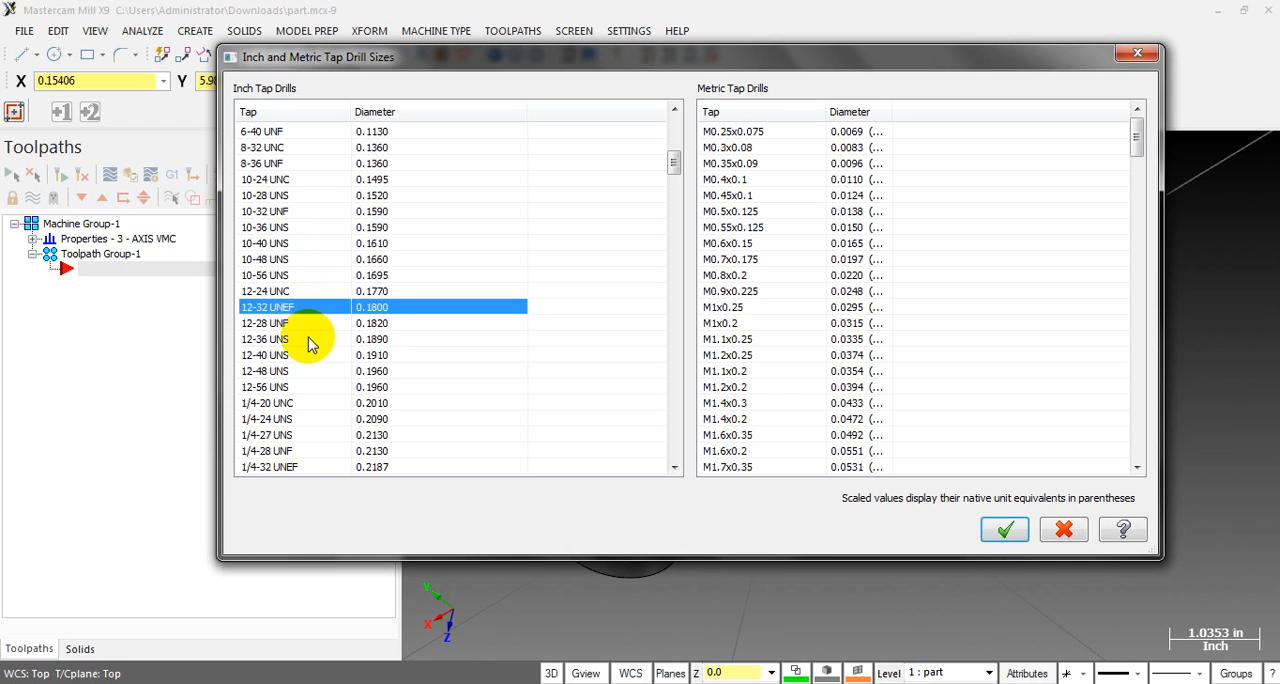 Mastercam Mill X9 C:\Users\Administrator\Downloads\part.mcx-9
FILE EDIT VIEW ANALYZE CREATE SOLIDS MODEL PREP XFORM MACHINE TYPE TOOLPATHS SCREEN SETTINGS HELP
X 0.15406 Y 5.98
+1 +2
Toolpaths
G1
Machine Group-1
Properties - 3 - AXIS VMC
Toolpath Group-1
Inch and Metric Tap Drill Sizes
Inch Tap Drills
Tap Diameter
6-40 UNF 0.1130
8-32 UNC 0.1360
8-36 UNF 0.1360
10-24 UNC 0.1495
10-28 UNS 0.1520
10-32 UNF 0.1590
10-36 UNS 0.1590
10-40 UNS 0.1610
10-48 UNS 0.1660
10-56 UNS 0.1695
12-24 UNC 0.1770
12-32 UNEF 0.1800
12-28 UNF 0.1820
12-36 UNS 0.1890
12-40 UNS 0.1910
12-48 UNS 0.1960
12-56 UNS 0.1960
1/4-20 UNC 0.2010
1/4-24 UNS 0.2090
1/4-27 UNS 0.2130
1/4-28 UNF 0.2130
1/4-32 UNEF 0.2187
Metric Tap Drills
Tap Diameter
M0.25x0.075 0.0069 (...
M0.3x0.08 0.0083 (...
M0.35x0.09 0.0096 (...
M0.4x0.1 0.0110 (...
M0.45x0.1 0.0124 (...
M0.5x0.125 0.0138 (...
M0.55x0.125 0.0150 (...
M0.6x0.15 0.0165 (...
M0.7x0.175 0.0197 (...
M0.8x0.2 0.0220 (...
M0.9x0.225 0.0248 (...
M1x0.25 0.0295 (...
M1x0.2 0.0315 (...
M1.1x0.25 0.0335 (...
M1.2x0.25 0.0374 (...
M1.1x0.2 0.0354 (...
M1.2x0.2 0.0394 (...
M1.4x0.3 0.0433 (...
M1.4x0.2 0.0472 (...
M1.6x0.35 0.0492 (...
M1.6x0.2 0.0551 (...
M1.7x0.35 0.0531 (...
Scaled values display their native unit equivalents in parentheses
Y
X
Z
1.0353 in
Inch
Toolpaths Solids
WCS: Top T/Cplane: Top 3D Gview WCS Planes Z 0.0 Level 1 : part Attributes Groups ?